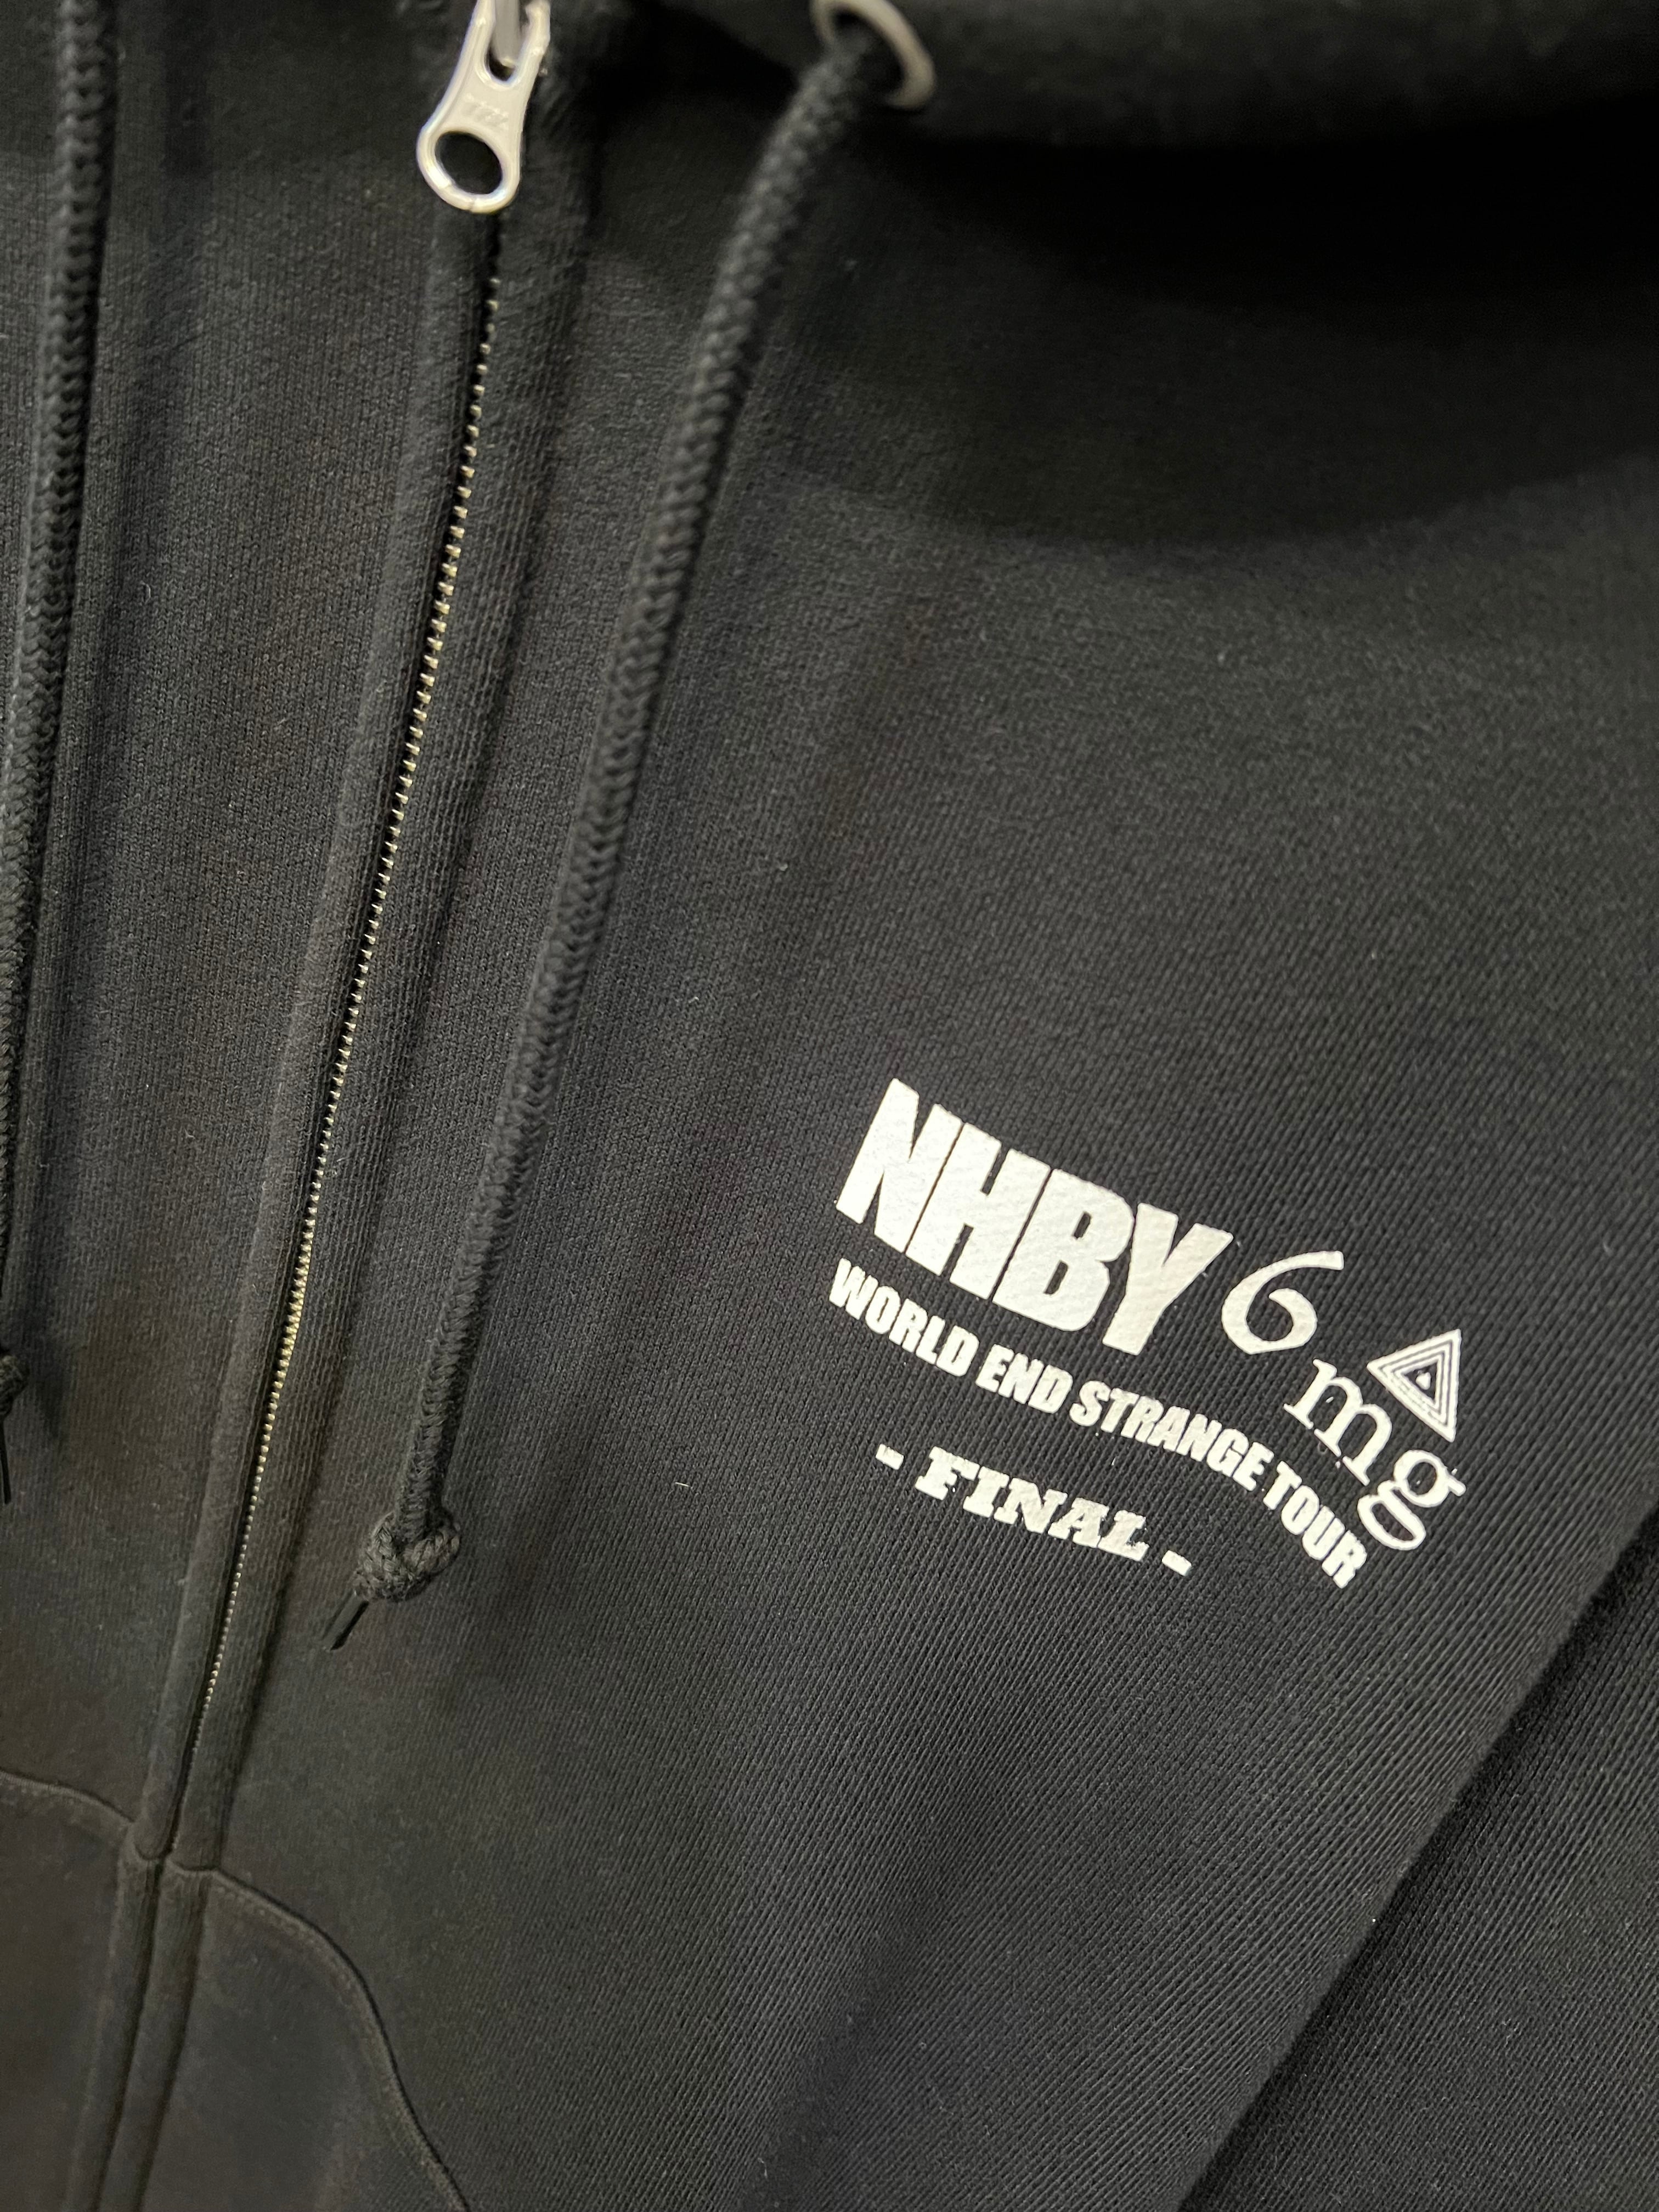 NHBY 6 mg
WORLD END STRANGE TOUR
- FINAL -